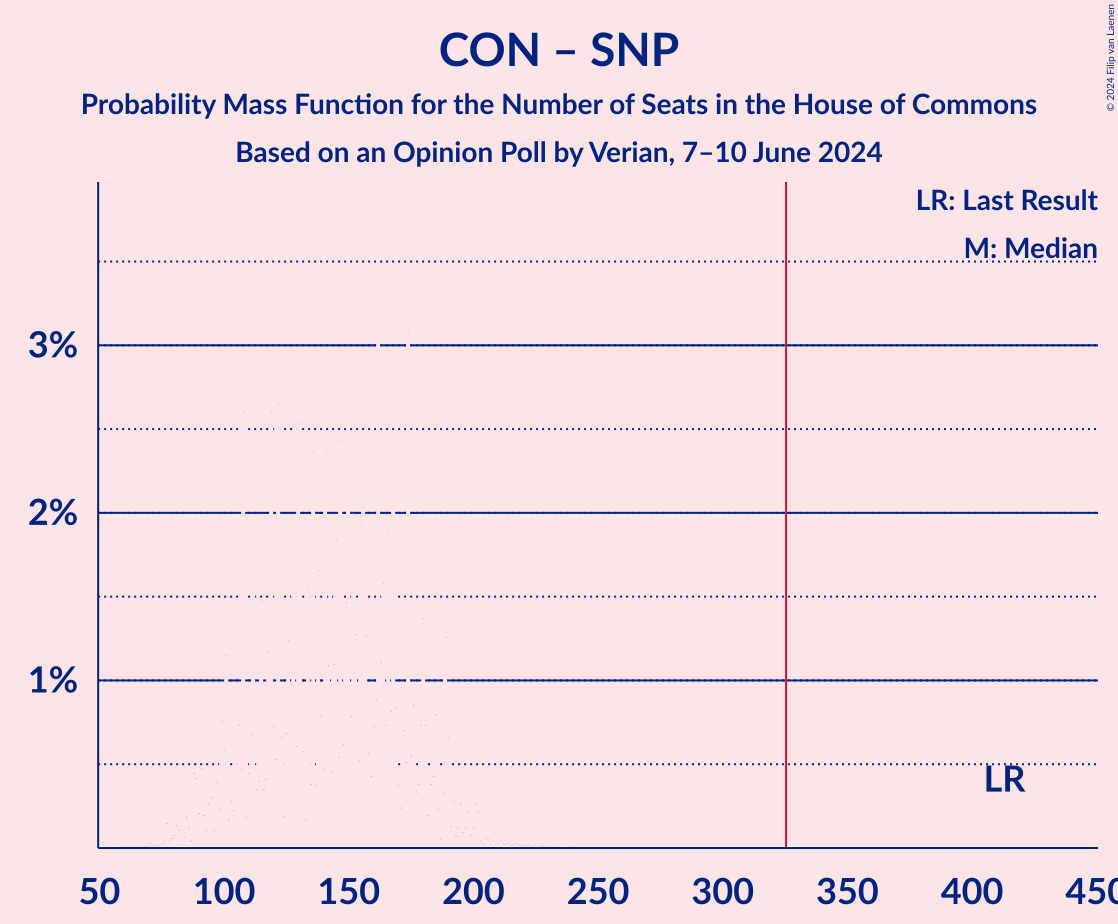 CON – SNP
Probability Mass Function for the Number of Seats in the House of Commons
Based on an Opinion Poll by Verian, 7–10 June 2024
© 2024 Filip van Laenen
LR: Last Result
M: Median
3%
2%
1%
LR
50 100 150 200 250 300 350 400 450